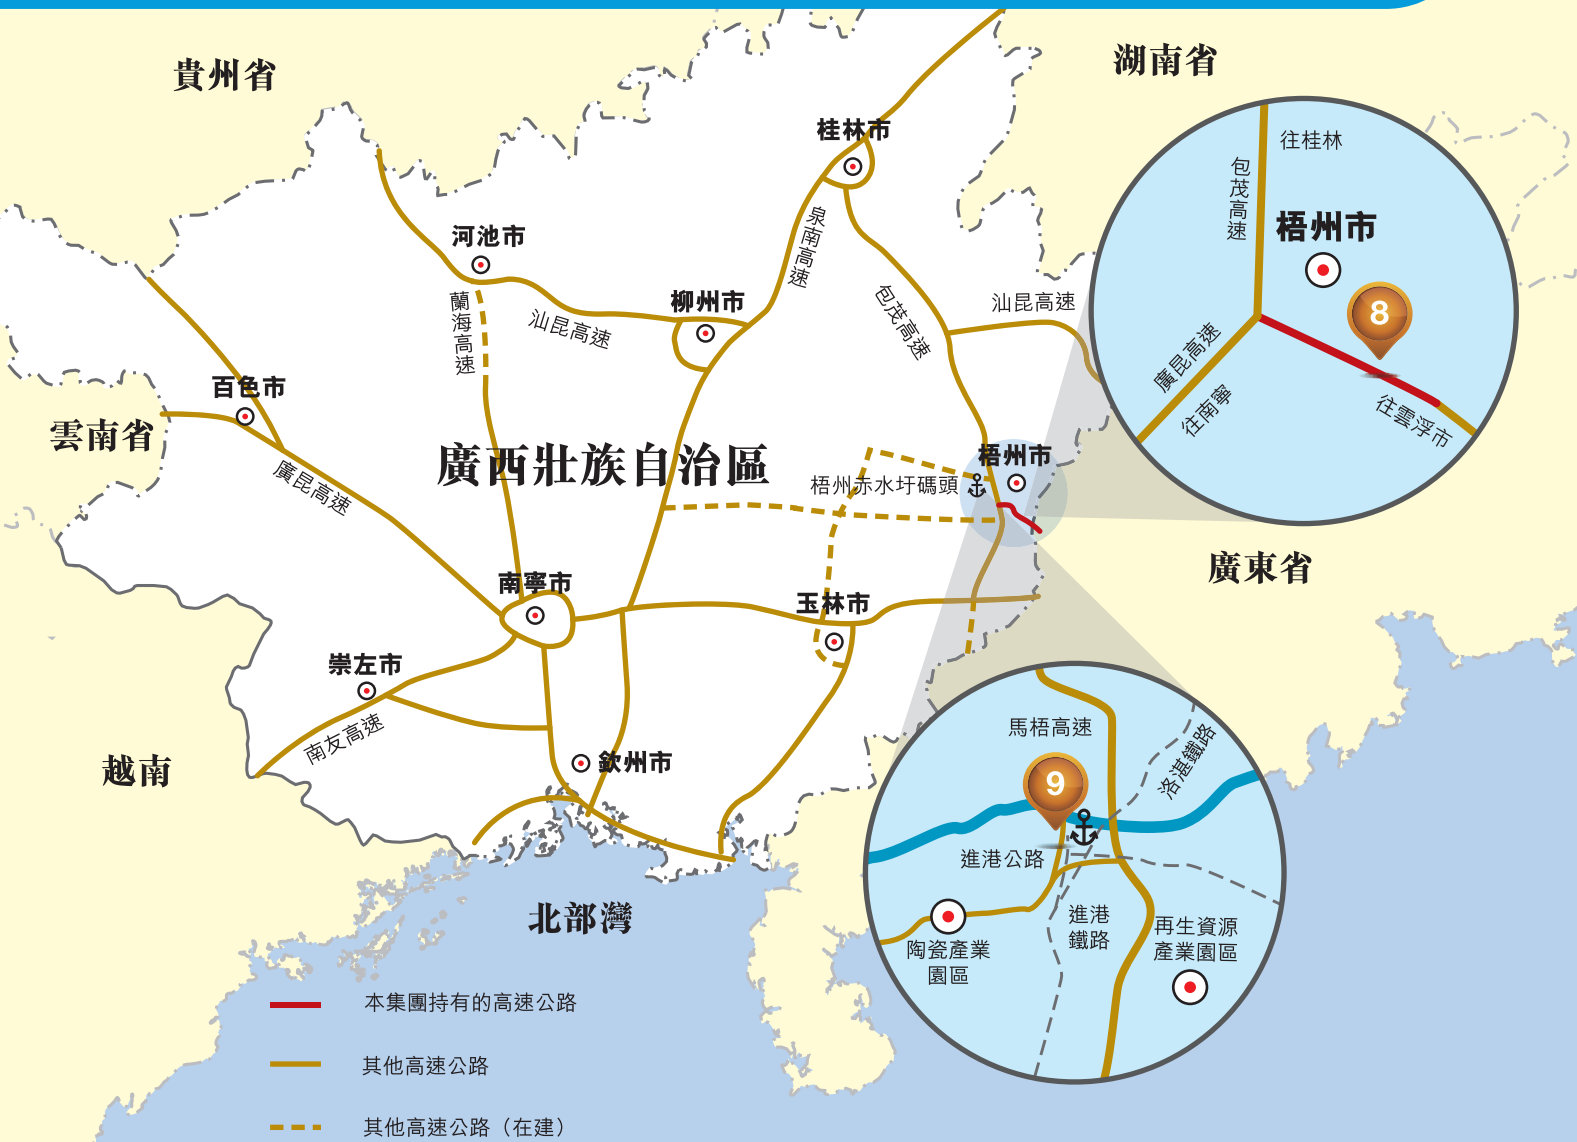 貴州省
湖南省
桂林市
往桂林
包茂高速
梧州市
8
廣昆高速
往南寧
往雲浮市
河池市
泉南高速
柳州市
汕昆高速
包茂高速
蘭海高速
汕昆高速
百色市
雲南省
廣西壯族自治區
梧州市
梧州赤水圩碼頭
廣昆高速
廣東省
南寧市
玉林市
崇左市
南友高速
欽州市
越南
馬梧高速
洛湛鐵路
9
進港公路
進港
鐵路
陶瓷產業
園區
再生資源
產業園區
北部灣
本集團持有的高速公路
其他高速公路
其他高速公路（在建）